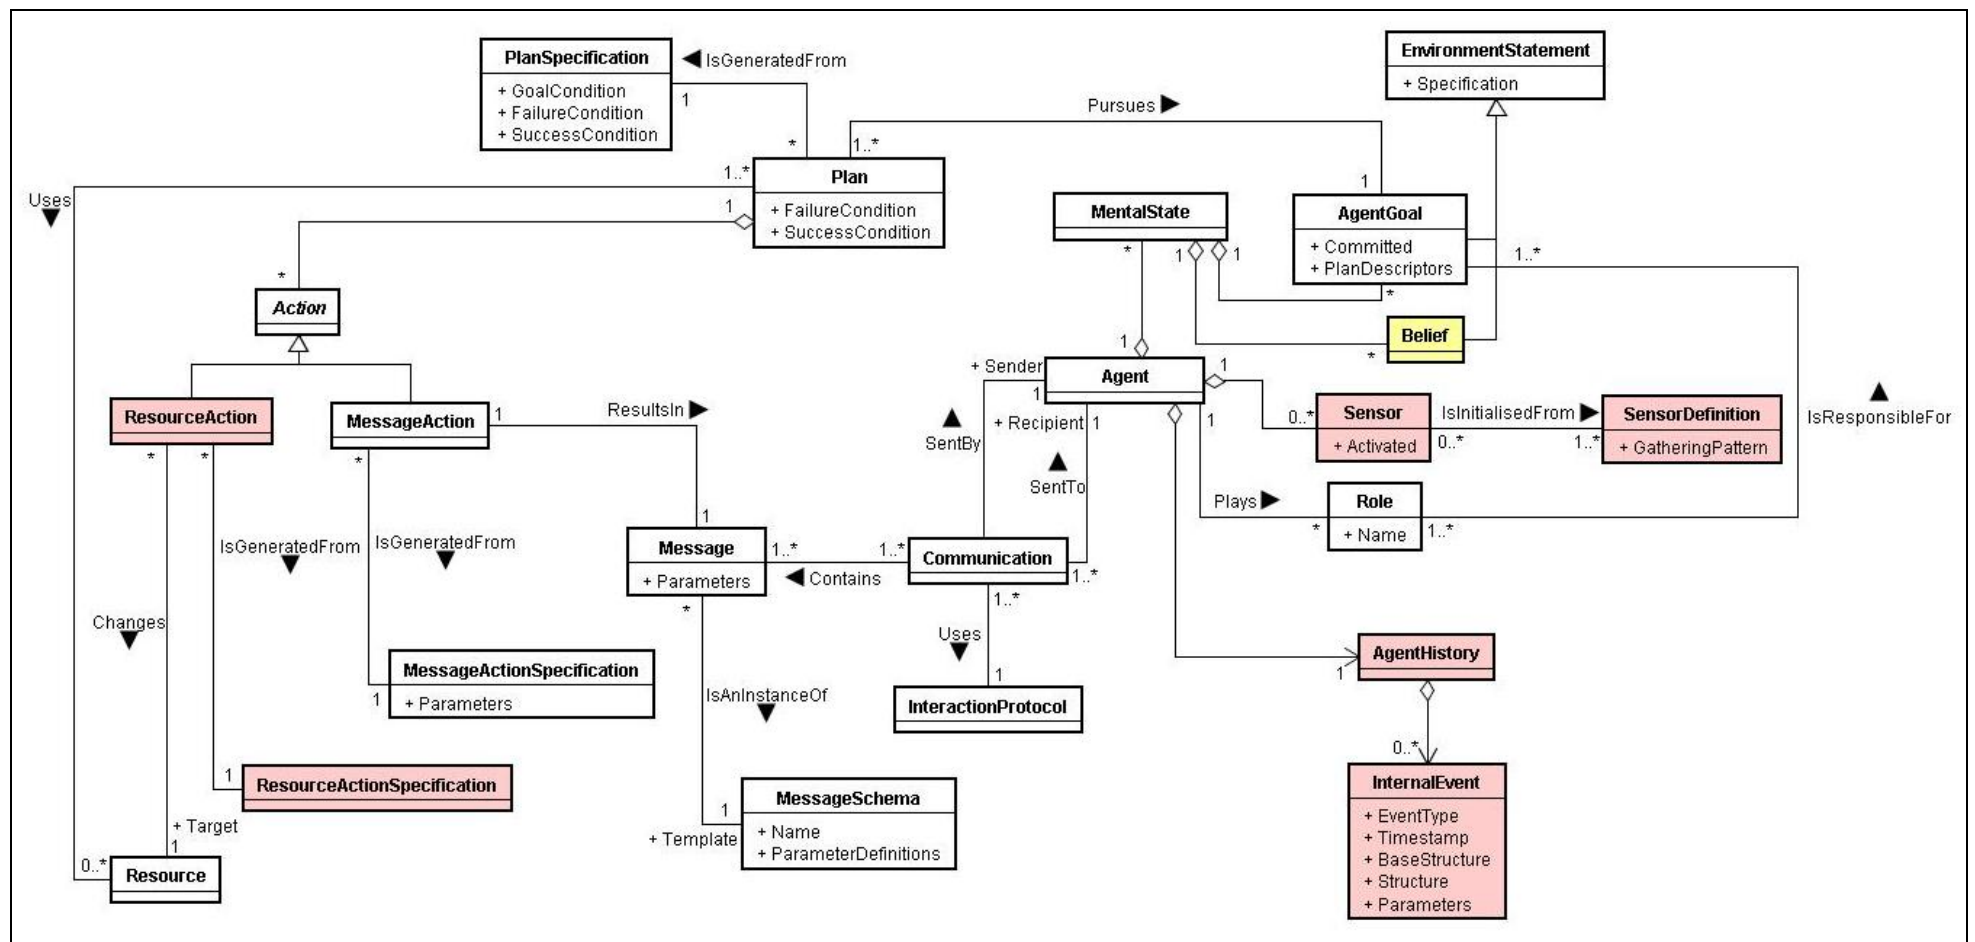 PlanSpecification
+ GoalCondition
+ FailureCondition
+ SuccessCondition
IsGeneratedFrom
1
*
Pursues
1..*
1
EnvironmentStatement
+ Specification
Uses
1..*
1
Plan
+ FailureCondition
+ SuccessCondition
MentalState
*
1
1
AgentGoal
+ Committed
+ PlanDescriptors
1..*
*
Belief
*
*
Action
1
+ Sender
Agent
1
1
+ Recipient
1
1
0..*
Sensor
+ Activated
IsInitialisedFrom
0..*
1..*
SensorDefinition
+ GatheringPattern
IsResponsibleFor
ResourceAction
*
*
MessageAction
1
*
ResultsIn
1
SentBy
SentTo
Plays
*
Role
+ Name
1..*
IsGeneratedFrom
IsGeneratedFrom
Message
+ Parameters
1..*
1..*
Contains
*
Communication
1..*
1..*
Changes
Uses
1
MessageActionSpecification
+ Parameters
1
IsAnInstanceOf
InteractionProtocol
AgentHistory
1
0..*
1
ResourceActionSpecification
+ Target
1
0..*
Resource
1
+ Template
MessageSchema
+ Name
+ ParameterDefinitions
InternalEvent
+ EventType
+ Timestamp
+ BaseStructure
+ Structure
+ Parameters